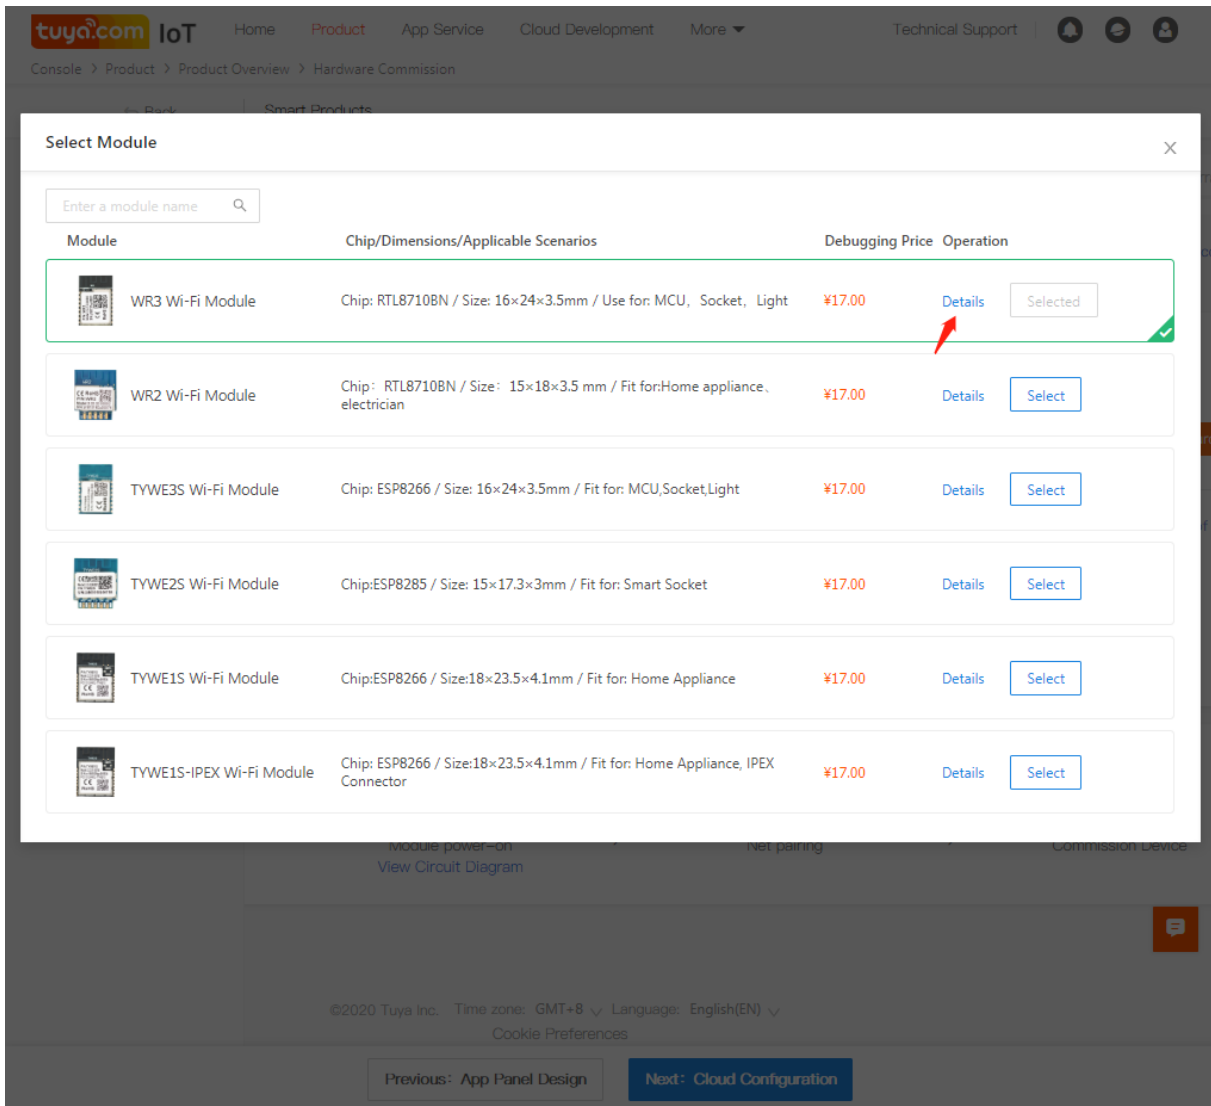 tuya.com IoT Home Product App Service Cloud Development More Technical Support
Console > Product > Product Overview > Hardware Commission
Back Smart Products
Select Module
Enter a module name
Module Chip/Dimensions/Applicable Scenarios Debugging Price Operation
WR3 Wi-Fi Module Chip: RTL8710BN / Size: 16×24×3.5mm / Use for: MCU，Socket，Light ¥17.00 Details Selected
WR2 Wi-Fi Module Chip：RTL8710BN / Size：15×18×3.5 mm / Fit for:Home appliance、
electrician ¥17.00 Details Select
TYWE3S Wi-Fi Module Chip: ESP8266 / Size: 16×24×3.5mm / Fit for: MCU,Socket,Light ¥17.00 Details Select
TYWE2S Wi-Fi Module Chip:ESP8285 / Size: 15×17.3×3mm / Fit for: Smart Socket ¥17.00 Details Select
TYWE1S Wi-Fi Module Chip:ESP8266 / Size:18×23.5×4.1mm / Fit for: Home Appliance ¥17.00 Details Select
TYWE1S-IPEX Wi-Fi Module Chip: ESP8266 / Size:18×23.5×4.1mm / Fit for: Home Appliance, IPEX
Connector ¥17.00 Details Select
Module power-on Net pairing Commission Device
View Circuit Diagram
©2020 Tuya Inc. Time zone: GMT+8 Language: English(EN)
Cookie Preferences
Previous：App Panel Design Next：Cloud Configuration